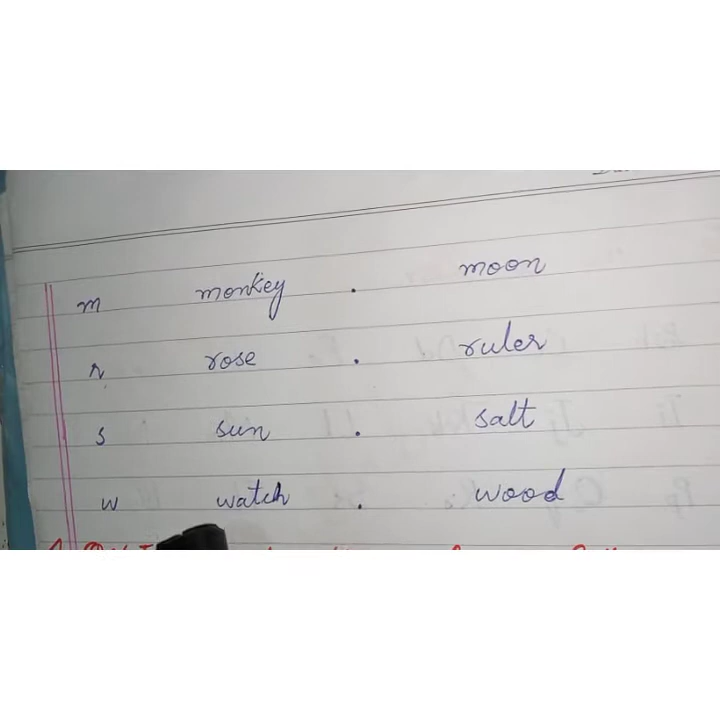 m monkey . moon
r rose . ruler
s sun . salt
w watch . wood